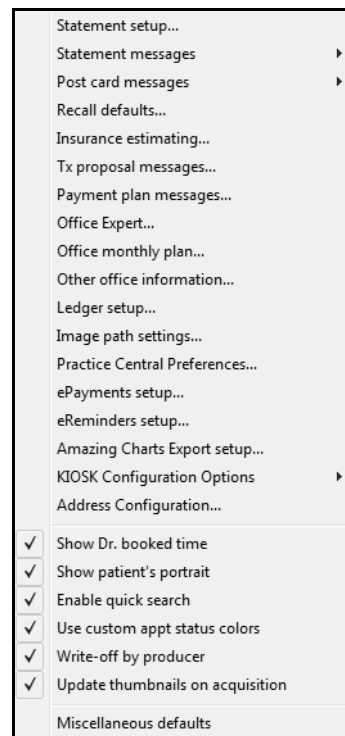 Statement setup...
Statement messages
Post card messages
Recall defaults...
Insurance estimating...
Tx proposal messages...
Payment plan messages...
Office Expert...
Office monthly plan...
Other office information...
Ledger setup...
Image path settings...
Practice Central Preferences...
ePayments setup...
eReminders setup...
Amazing Charts Export setup...
KIOSK Configuration Options
Address Configuration...
Show Dr. booked time
Show patient's portrait
Enable quick search
Use custom appt status colors
Write-off by producer
Update thumbnails on acquisition
Miscellaneous defaults